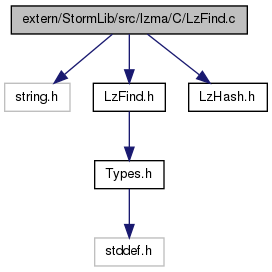 extern/StormLib/src/lzma/C/LzFind.c
string.h
LzFind.h
LzHash.h
Types.h
stddef.h